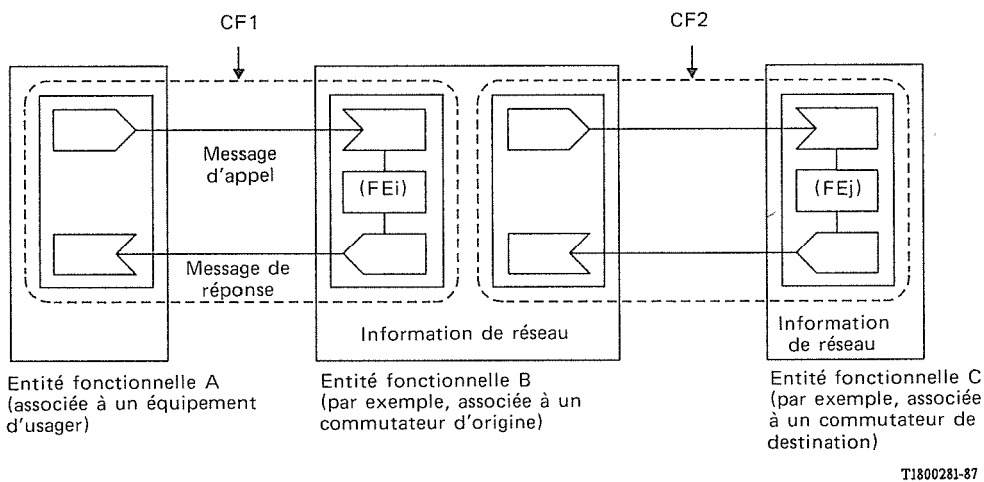 CF1
CF2
Message
d'appel
(FEi)
(FEj)
Message de
réponse
Information de réseau
Information
de réseau
Entité fonctionnelle A
(associée à un équipement
d'usager)
Entité fonctionnelle B
(par exemple, associée à un
commutateur d'origine)
Entité fonctionnelle C
(par exemple, associée
à un commutateur de
destination)
T1800281-87